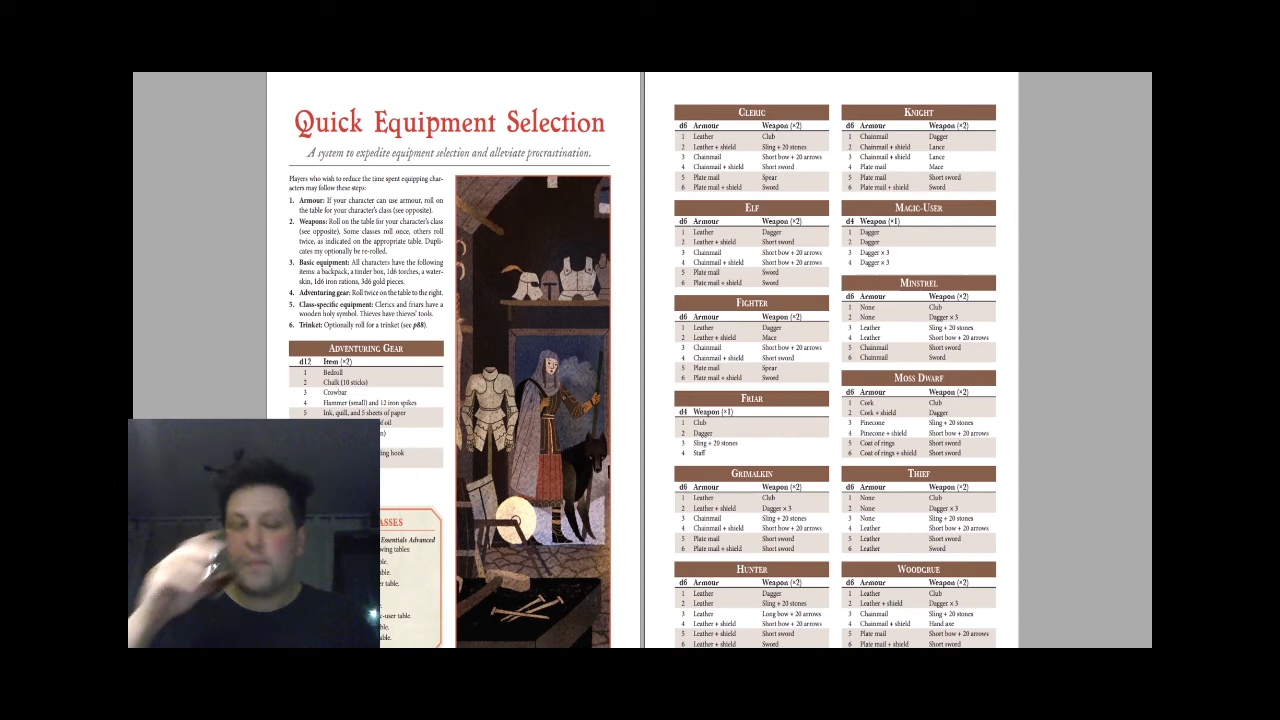 Quick Equipment Selection
A system to expedite equipment selection and alleviate procrastination.
Players who wish to reduce the time spent equipping char-
acters may follow these steps:
1. Armour: If your character can use armour, roll on
the table for your character's class (see opposite).
2. Weapons: Roll on the table for your character's class
(see opposite). Some classes roll once, others roll
twice, as indicated on the appropriate table. Dupli-
cates my optionally be re-rolled.
3. Basic equipment: All characters have the following
items: a backpack, a tinder box, 1d6 torches, a water-
skin, 1d6 iron rations, 3d6 gold pieces.
4. Adventuring gear: Roll twice on the table to the right.
5. Class-specific equipment: Clerics and friars have a
wooden holy symbol. Thieves have thieves' tools.
6. Trinket: Optionally roll for a trinket (see p88).
Adventuring Gear
d12 Item (×2)
1 Bedroll
2 Chalk (10 sticks)
3 Crowbar
4 Hammer (small) and 12 iron spikes
5 Ink, quill, and 5 sheets of paper
of oil
hook
Essentials Advanced
tables:
table.
Cleric
d6 Armour Weapon (×2)
1 Leather Club
2 Leather + shield Sling + 20 stones
3 Chainmail Short bow + 20 arrows
4 Chainmail + shield Short sword
5 Plate mail Spear
6 Plate mail + shield Sword
Elf
d6 Armour Weapon (×2)
1 Leather Dagger
2 Leather + shield Short sword
3 Chainmail Short bow + 20 arrows
4 Chainmail + shield Short bow + 20 arrows
5 Plate mail Sword
6 Plate mail + shield Sword
Fighter
d6 Armour Weapon (×2)
1 Leather Dagger
2 Leather + shield Mace
3 Chainmail Short bow + 20 arrows
4 Chainmail + shield Short sword
5 Plate mail Spear
6 Plate mail + shield Sword
Friar
d4 Weapon (×1)
1 Club
2 Dagger
3 Sling + 20 stones
4 Staff
Grimalkin
d6 Armour Weapon (×2)
1 Leather Club
2 Leather + shield Dagger × 3
3 Chainmail Sling + 20 stones
4 Chainmail + shield Short bow + 20 arrows
5 Plate mail Short sword
6 Plate mail + shield Short sword
Hunter
d6 Armour Weapon (×2)
1 Leather Dagger
2 Leather Sling + 20 stones
3 Leather Long bow + 20 arrows
4 Leather + shield Short bow + 20 arrows
5 Leather + shield Short sword
6 Leather + shield Sword
Knight
d6 Armour Weapon (×2)
1 Chainmail Dagger
2 Chainmail + shield Lance
3 Chainmail + shield Lance
4 Plate mail Mace
5 Plate mail Short sword
6 Plate mail + shield Sword
Magic-User
d4 Weapon (×1)
1 Dagger
2 Dagger
3 Dagger × 3
4 Dagger × 3
Minstrel
d6 Armour Weapon (×2)
1 None Club
2 None Dagger × 3
3 Leather Sling + 20 stones
4 Leather Short bow + 20 arrows
5 Chainmail Short sword
6 Chainmail Sword
Moss Dwarf
d6 Armour Weapon (×2)
1 Cork Club
2 Cork + shield Dagger
3 Pinecone Sling + 20 stones
4 Pinecone + shield Short bow + 20 arrows
5 Coat of rings Short sword
6 Coat of rings + shield Short sword
Thief
d6 Armour Weapon (×2)
1 None Club
2 None Dagger × 3
3 None Sling + 20 stones
4 Leather Short bow + 20 arrows
5 Leather Short sword
6 Leather Sword
Woodgrue
d6 Armour Weapon (×2)
1 Leather Club
2 Leather + shield Dagger × 3
3 Chainmail Sling + 20 stones
4 Chainmail + shield Hand axe
5 Plate mail Short bow + 20 arrows
6 Plate mail + shield Short sword